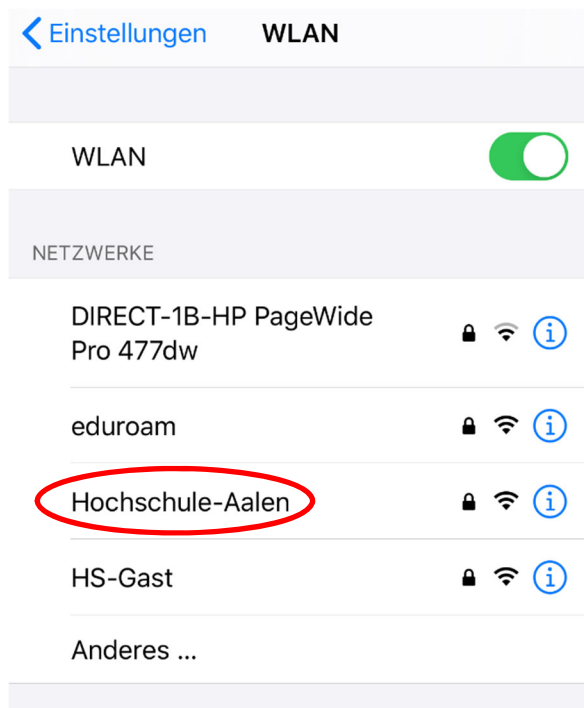 Einstellungen WLAN
WLAN
NETZWERKE
DIRECT-1B-HP PageWide
Pro 477dw
eduroam
Hochschule-Aalen
HS-Gast
Anderes ...